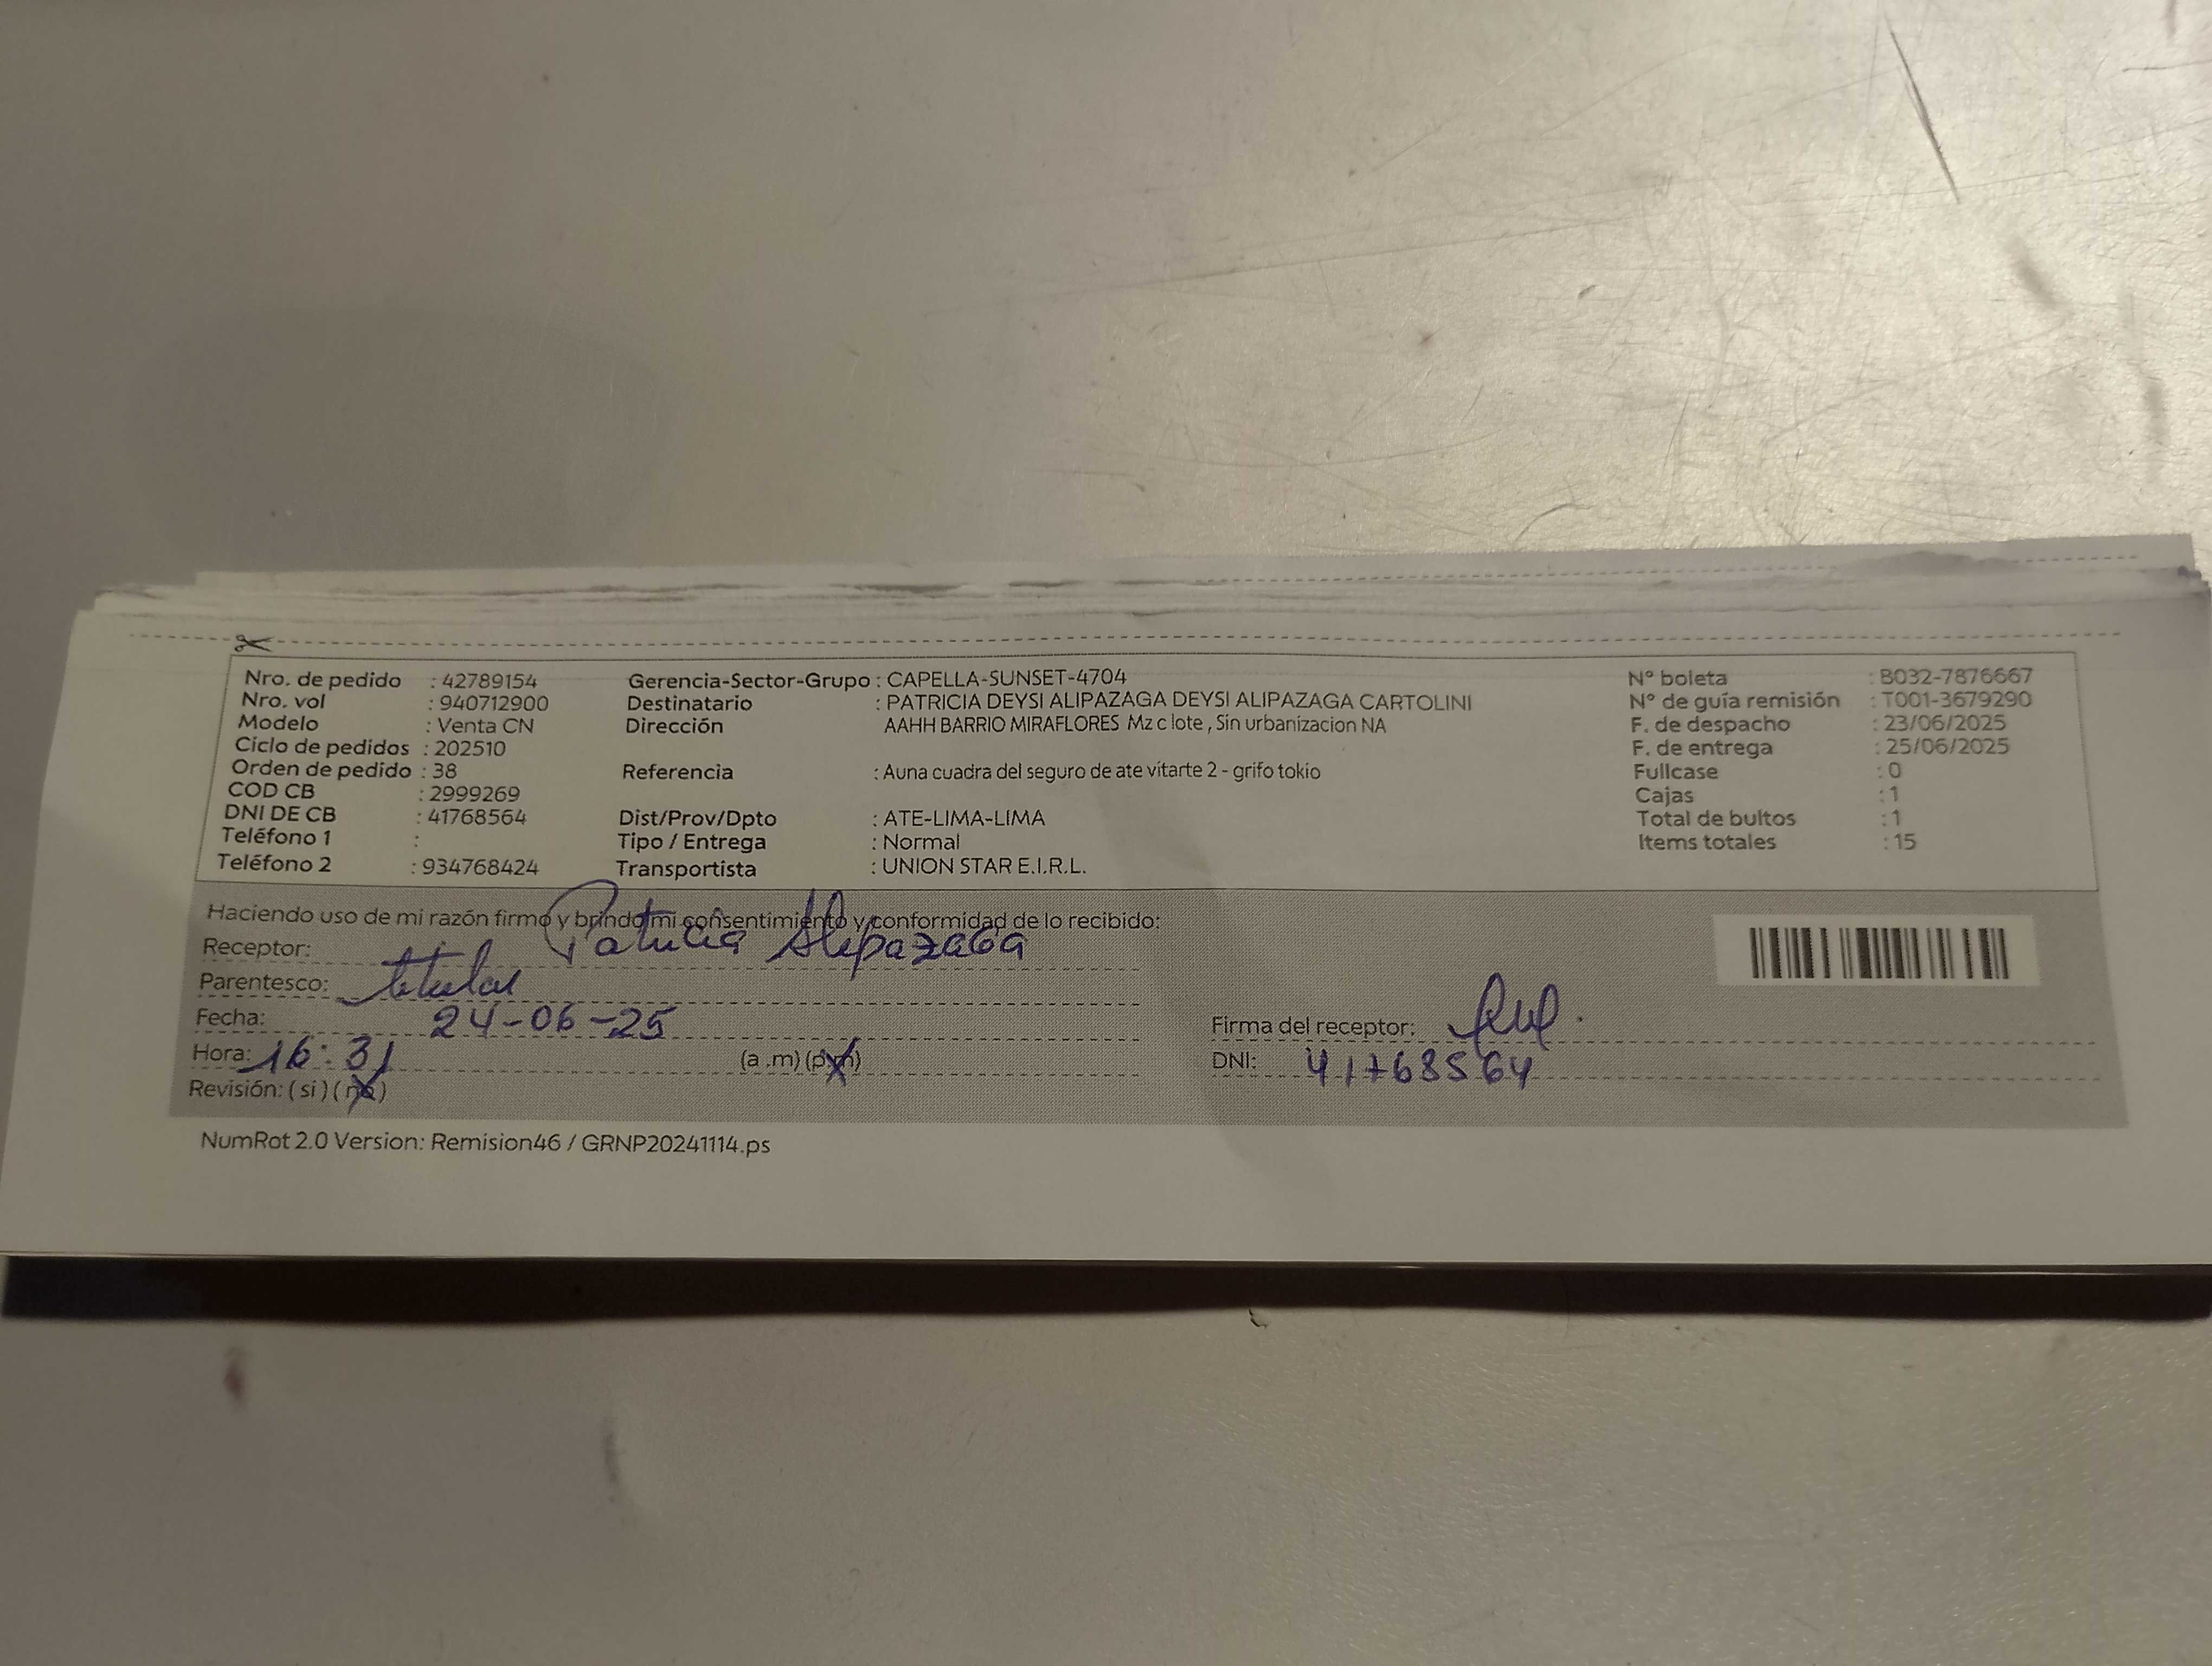 Nro. de pedido : 42789154 Gerencia-Sector-Grupo : CAPELLA-SUNSET-4704 N° boleta : B032-7876667
Nro. vol : 940712900 Destinatario : PATRICIA DEYSI ALIPAZAGA DEYSI ALIPAZAGA CARTOLINI N° de guía remisión : T001-3679290
Modelo : Venta CN Dirección AAHH BARRIO MIRAFLORES Mz c lote , Sin urbanizacion NA F. de despacho : 23/06/2025
Ciclo de pedidos : 202510 F. de entrega : 25/06/2025
Orden de pedido : 38 Referencia : Auna cuadra del seguro de ate vitarte 2 - grifo tokio Fullcase : 0
COD CB : 2999269 Cajas : 1
DNI DE CB : 41768564 Dist/Prov/Dpto : ATE-LIMA-LIMA Total de bultos : 1
Teléfono 1 : Tipo / Entrega : Normal Items totales : 15
Teléfono 2 : 934768424 Transportista : UNION STAR E.I.R.L.
Haciendo uso de mi razón firmo y brindo mi consentimiento y conformidad de lo recibido:
Receptor: Patricia Alipazaga
Parentesco: titular
Fecha: 24-06-25 Firma del receptor:
Hora: 16:31 (a .m) (p.m) DNI: 41768564
Revisión: ( si ) ( no )
NumRot 2.0 Version: Remision46 / GRNP20241114.ps